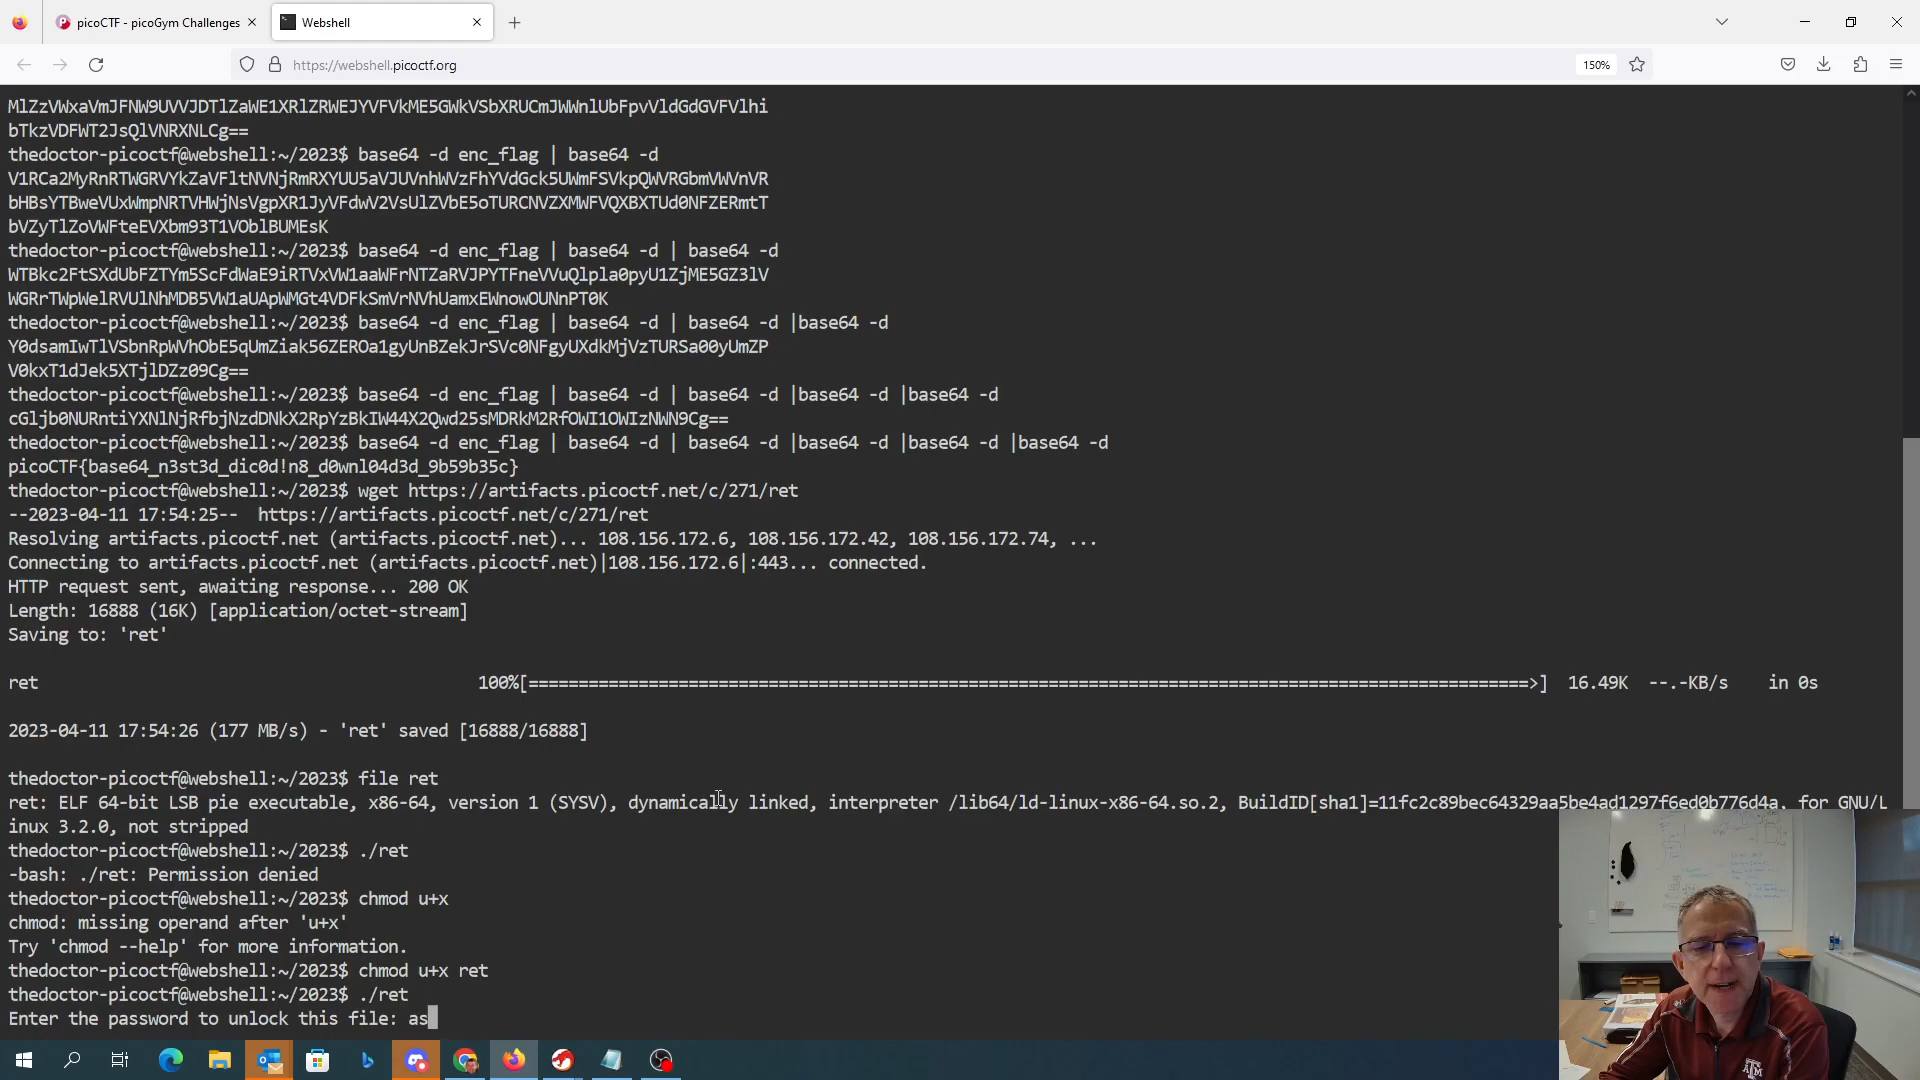 picoCTF - picoGym Challenges
Webshell
https://webshell.picoctf.org
150%
MlZzVWxaVmJFNW9UVVJDTlZaWE1XRlZRWEJYVFVkME5GWkVSbXRUCmJWWnlUbFpvVldGdGVFVlhi
bTkzVDFWT2JsQlVNRXNLCg==
thedoctor-picoctf@webshell:~/2023$ base64 -d enc_flag | base64 -d
V1RCa2MyRnRTWGRVYkZaVFltNVNjRmRXYUU5aVJUVnhWVzFhYVdGck5UWmFSVkpQWVRGbmVWVnVR
bHBsYTBweVUxWmpNRTVHWjNsVgpXR1JyVFdwV2VsUlZVbE5oTURCNVZXMWFVQXBXTUd0NFZERmtT
bVZyTlZoVWFteEVXbm93T1VOblBUMEsK
thedoctor-picoctf@webshell:~/2023$ base64 -d enc_flag | base64 -d | base64 -d
WTBkc2FtSXdUbFZTYm5ScFdWaE9iRTVxVW1aaWFrNTZaRVJPYTFneVVuQlpla0pyU1ZjME5GZ3lV
WGRrTWpWelRVUlNhMDB5VW1aUApWMGt4VDFkSmVrNVhUamxEWnowOUNnPT0K
thedoctor-picoctf@webshell:~/2023$ base64 -d enc_flag | base64 -d | base64 -d |base64 -d
Y0dsamIwTlVSbnRpWVhObE5qUmZiak56ZEROa1gyUnBZekJrSVc0NFgyUXdkMjVzTURSa00yUmZP
V0kxT1dJek5XTjlDZz09Cg==
thedoctor-picoctf@webshell:~/2023$ base64 -d enc_flag | base64 -d | base64 -d |base64 -d |base64 -d
cGljb0NURntiYXNlNjRfbjNzdDNkX2RpYzBkIW44X2Qwd25sMDRkM2RfOWI1OWIzNWN9Cg==
thedoctor-picoctf@webshell:~/2023$ base64 -d enc_flag | base64 -d | base64 -d |base64 -d |base64 -d |base64 -d
picoCTF{base64_n3st3d_dic0d!n8_d0wnl04d3d_9b59b35c}
thedoctor-picoctf@webshell:~/2023$ wget https://artifacts.picoctf.net/c/271/ret
--2023-04-11 17:54:25--  https://artifacts.picoctf.net/c/271/ret
Resolving artifacts.picoctf.net (artifacts.picoctf.net)... 108.156.172.6, 108.156.172.42, 108.156.172.74, ...
Connecting to artifacts.picoctf.net (artifacts.picoctf.net)|108.156.172.6|:443... connected.
HTTP request sent, awaiting response... 200 OK
Length: 16888 (16K) [application/octet-stream]
Saving to: 'ret'
ret 100%[====================================================================================================>] 16.49K --.-KB/s in 0s
2023-04-11 17:54:26 (177 MB/s) - 'ret' saved [16888/16888]
thedoctor-picoctf@webshell:~/2023$ file ret
ret: ELF 64-bit LSB pie executable, x86-64, version 1 (SYSV), dynamically linked, interpreter /lib64/ld-linux-x86-64.so.2, BuildID[sha1]=11fc2c89bec64329aa5be4ad1297f6ed0b776d4a, for GNU/L
inux 3.2.0, not stripped
thedoctor-picoctf@webshell:~/2023$ ./ret
-bash: ./ret: Permission denied
thedoctor-picoctf@webshell:~/2023$ chmod u+x
chmod: missing operand after 'u+x'
Try 'chmod --help' for more information.
thedoctor-picoctf@webshell:~/2023$ chmod u+x ret
thedoctor-picoctf@webshell:~/2023$ ./ret
Enter the password to unlock this file: as